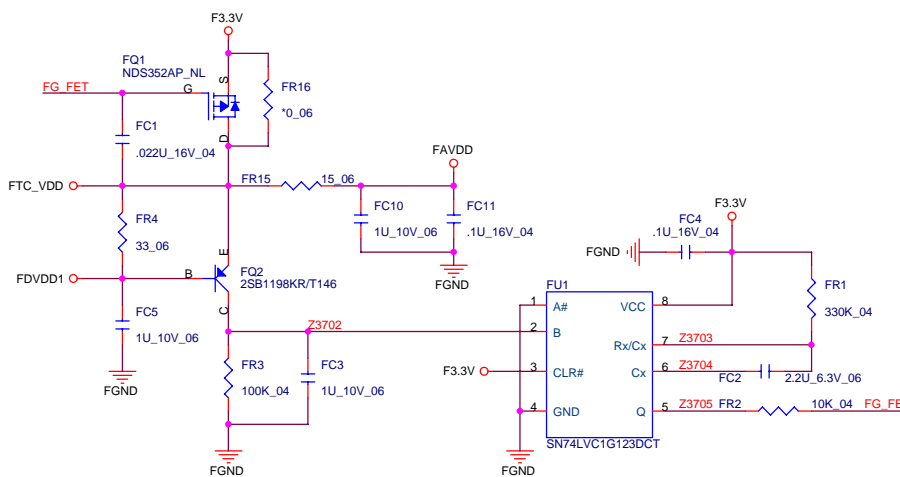 F3.3V
FQ1
NDS352AP_NL
FG_FET
G
S
D
FR16
*0_06
FC1
.022U_16V_04
FTC_VDD
FR15
15_06
FAVDD
FR4
33_06
FC10
1U_10V_06
FC11
.1U_16V_04
FGND
FDVDD1
B
E
C
FQ2
2SB1198KR/T146
FC5
1U_10V_06
FGND
Z3702
FR3
100K_04
FC3
1U_10V_06
FGND
F3.3V
FC4
.1U_16V_04
FGND
FU1
FR1
330K_04
1 A# VCC 8
2 B Rx/Cx 7 Z3703
F3.3V 3 CLR# Cx 6 Z3704
FC2 2.2U_6.3V_06
4 GND Q 5 Z3705 FR2 10K_04 FG_FE
SN74LVC1G123DCT
FGND